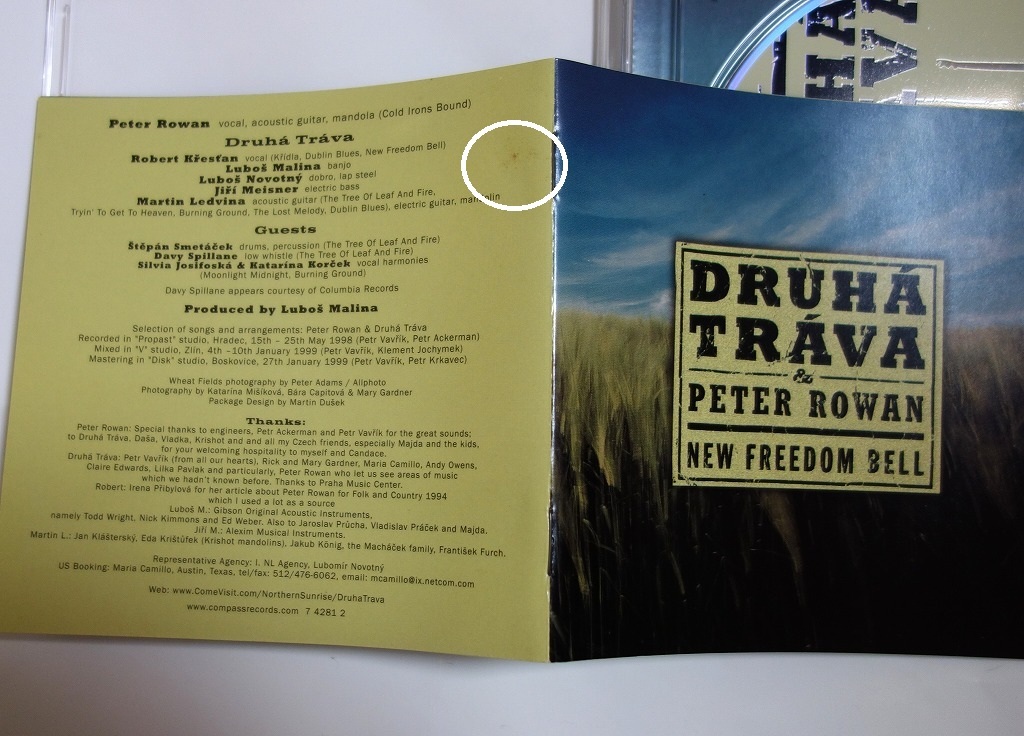 Peter Rowan vocal, acoustic guitar, mandola (Cold Irons Bound)
Druhá Tráva
Robert Křesťan vocal (Křídla, Dublin Blues, New Freedom Bell)
Luboš Malina banjo
Luboš Novotný dobro, lap steel
Jiří Meisner electric bass
Martin Ledvina acoustic guitar (The Tree Of Leaf And Fire,
Tryin' To Get To Heaven, Burning Ground, The Lost Melody, Dublin Blues), electric guitar, mandolin
Guests
Štěpán Smetáček drums, percussion (The Tree Of Leaf And Fire)
Davy Spillane low whistle (The Tree Of Leaf And Fire)
Silvia Josifoská & Katarína Korček vocal harmonies
(Moonlight Midnight, Burning Ground)
Davy Spillane appears courtesy of Columbia Records
Produced by Luboš Malina
Selection of songs and arrangements: Peter Rowan & Druhá Tráva
Recorded in "Propast" studio, Hradec, 15th - 25th May 1998 (Petr Vavřík, Petr Ackerman)
Mixed in "V" studio, Zlín, 4th -10th January 1999 (Petr Vavřík, Klement Jochymek)
Mastering in "Disk" studio, Boskovice, 27th January 1999 (Petr Vavřík, Petr Krkavec)
Wheat Fields photography by Peter Adams / Aliphoto
Photography by Katarína Mišíková, Bára Capitová & Mary Gardner
Package Design by Martin Dušek
Thanks:
Peter Rowan: Special thanks to engineers, Petr Ackerman and Petr Vavřík for the great sounds;
to Druhá Tráva, Daša, Vladka, Krishot and and all my Czech friends, especially Majda and the kids,
for your welcoming hospitality to myself and Candace.
Druhá Tráva: Petr Vavřík (from all our hearts), Rick and Mary Gardner, Maria Camillo, Andy Owens,
Claire Edwards, Lilka Pavlak and particularly, Peter Rowan who let us see areas of music
which we hadn't known before. Thanks to Praha Music Center.
Robert: Irena Přibylová for her article about Peter Rowan for Folk and Country 1994
which I used a lot as a source
Luboš M.: Gibson Original Acoustic Instruments,
namely Todd Wright, Nick Kimmons and Ed Weber. Also to Jaroslav Průcha, Vladislav Práček and Majda.
Jiří M.: Alexim Musical Instruments.
Martin L.: Jan Klášterský, Eda Krištůfek (Krishot mandolins), Jakub König, the Macháček family, František Furch.
Representative Agency: I. NL Agency, Lubomír Novotný
US Booking: Maria Camillo, Austin, Texas, tel/fax: 512/476-6062, email: mcamillo@ix.netcom.com
Web: www.ComeVisit.com/NorthernSunrise/DruhaTrava
www.compassrecords.com 7 4281 2
DRUHÁ
TRÁVA
&
PETER ROWAN
NEW FREEDOM BELL